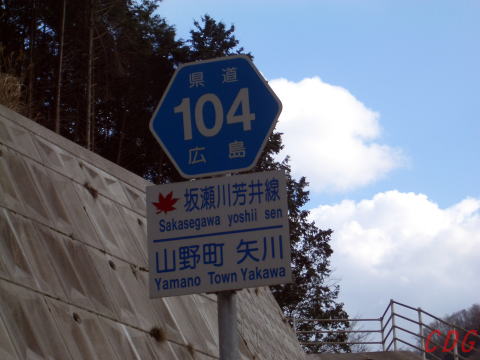 県道
104
広島
坂瀬川芳井線
Sakasegawa yoshii sen
山野町 矢川
Yamano Town Yakawa
CDG